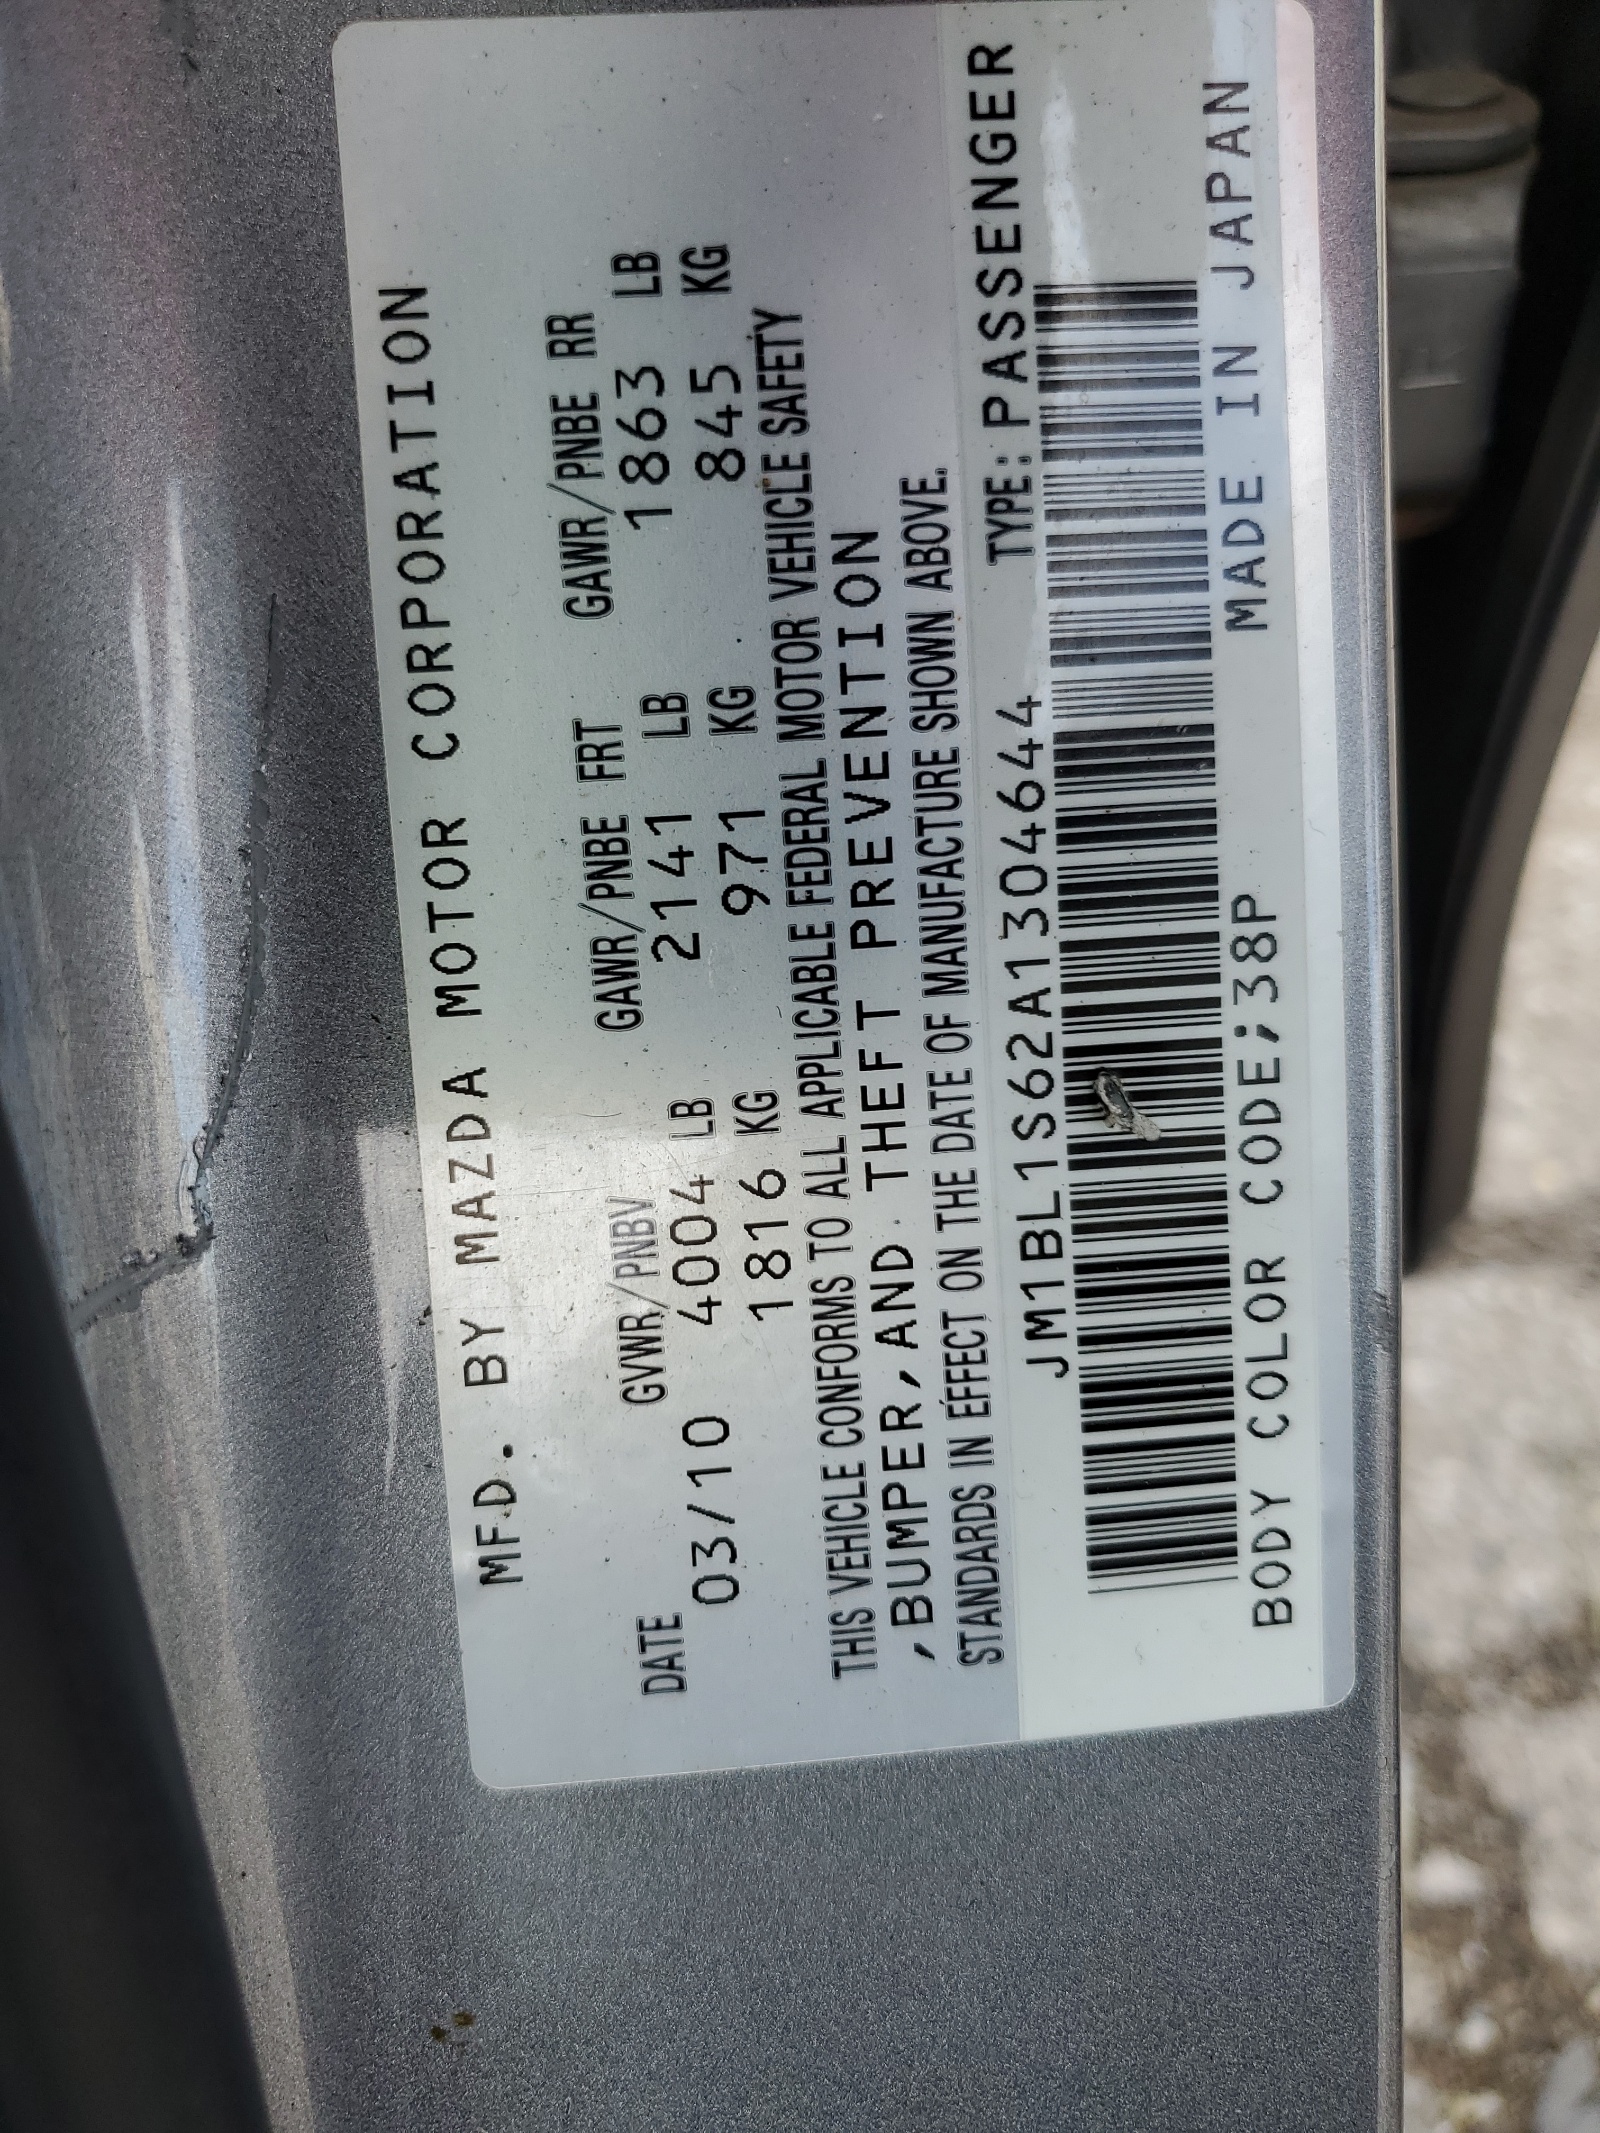 MFD. BY MAZDA MOTOR CORPORATION
DATE GVWR/PNBV GAWR/PNBE FRT GAWR/PNBE RR
03/10 4004 LB 2141 LB 1863 LB
1816 KG 971 KG 845 KG
THIS VEHICLE CONFORMS TO ALL APPLICABLE FEDERAL MOTOR VEHICLE SAFETY
,BUMPER,AND THEFT PREVENTION
STANDARDS IN EFFECT ON THE DATE OF MANUFACTURE SHOWN ABOVE.
JM1BL1S62A1304644 TYPE:PASSENGER
BODY COLOR CODE;38P MADE IN JAPAN